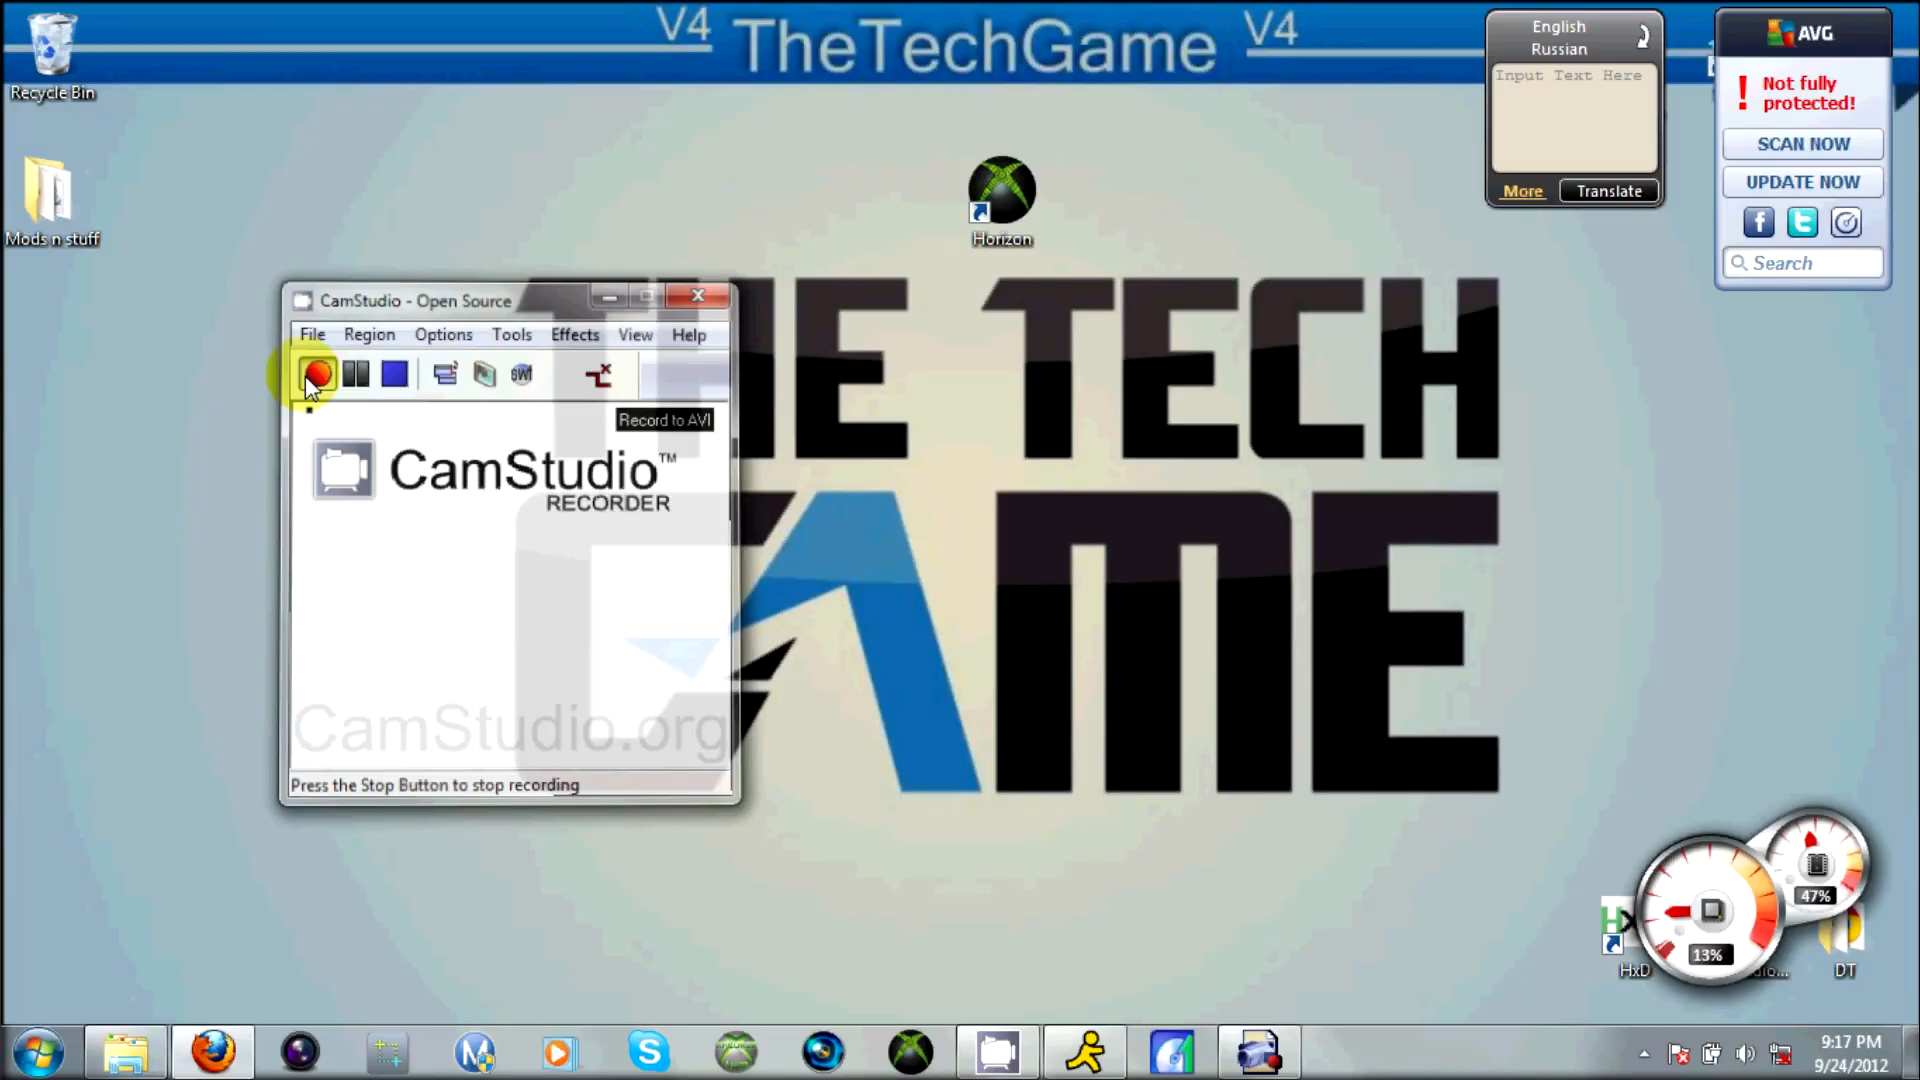 V4 TheTechGame V4
Recycle Bin
Mods n stuff
Horizon
English
Russian
Input Text Here
More
Translate
AVG
Not fully
protected!
SCAN NOW
UPDATE NOW
Search
CamStudio - Open Source
File Region Options Tools Effects View Help
SWF
Record to AVI
CamStudio™
RECORDER
CamStudio.org
Press the Stop Button to stop recording
THE TECH
GAME
47%
13%
HxD
DT
9:17 PM
9/24/2012